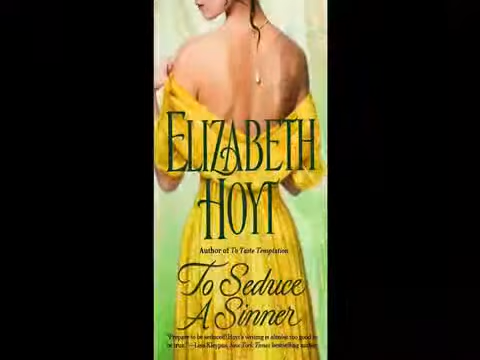 ELIZABETH
HOYT
Author of To Taste Temptation
To Seduce
A Sinner
"Prepare to be seduced! Hoyt's writing is almost too good to
be true." —Lisa Kleypas, New York Times bestselling author